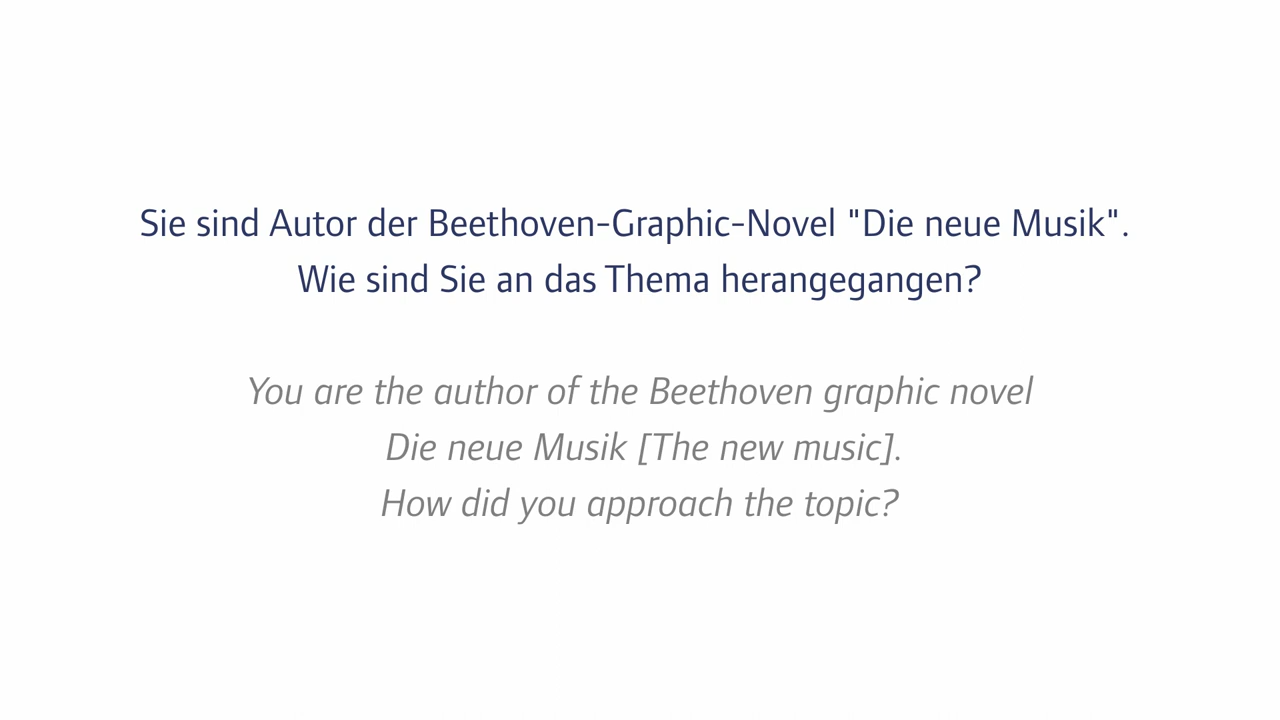 Sie sind Autor der Beethoven-Graphic-Novel "Die neue Musik".
Wie sind Sie an das Thema herangegangen?
You are the author of the Beethoven graphic novel
Die neue Musik [The new music].
How did you approach the topic?